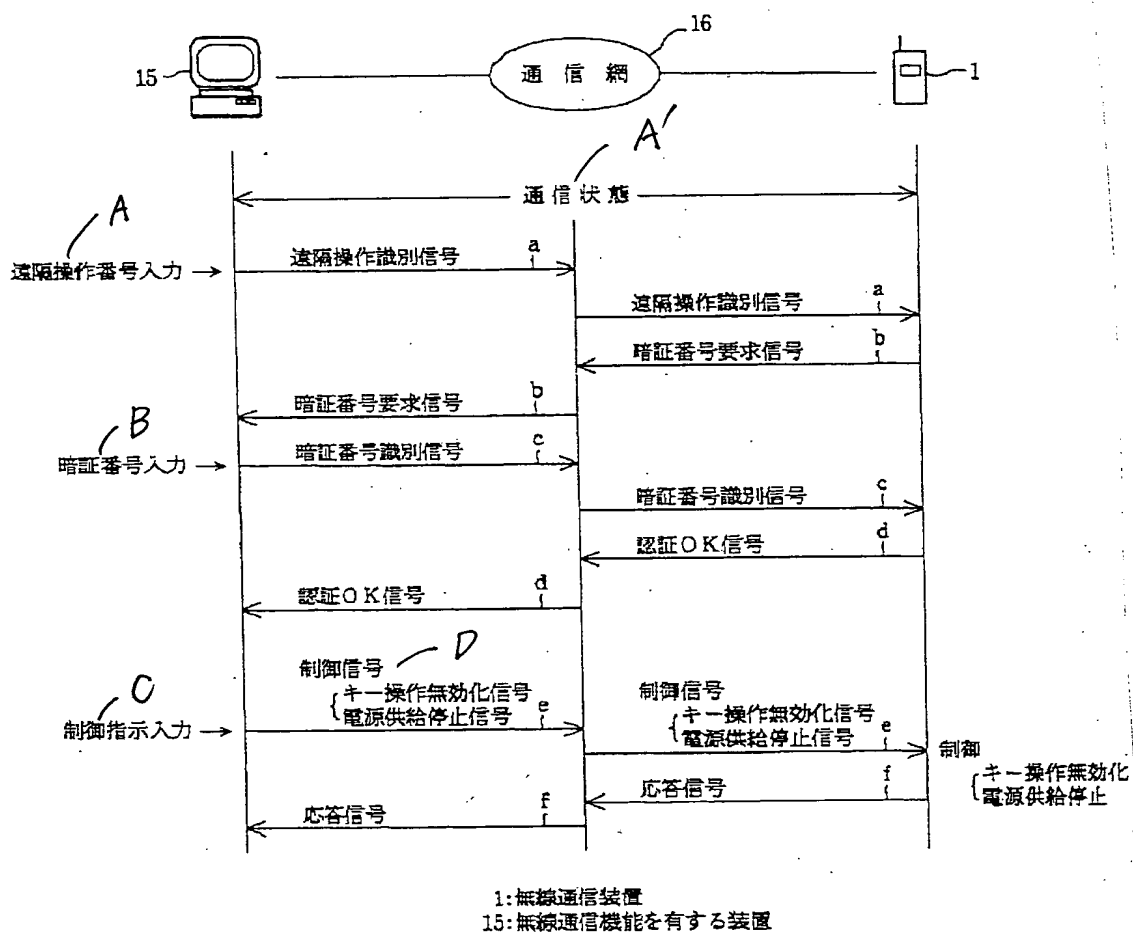 16
15
通信網
1
A'
通信状態
A
遠隔操作番号入力 →
遠隔操作識別信号
a
遠隔操作識別信号
a
暗証番号要求信号
b
暗証番号要求信号
b
B
暗証番号入力 →
暗証番号識別信号
c
暗証番号識別信号
c
認証OK信号
d
認証OK信号
d
制御信号
D
キー操作無効化信号
電源供給停止信号
e
C
制御指示入力 →
制御信号
キー操作無効化信号
電源供給停止信号
e
制御
キー操作無効化
電源供給停止
応答信号
f
応答信号
f
1:無線通信装置
15:無線通信機能を有する装置